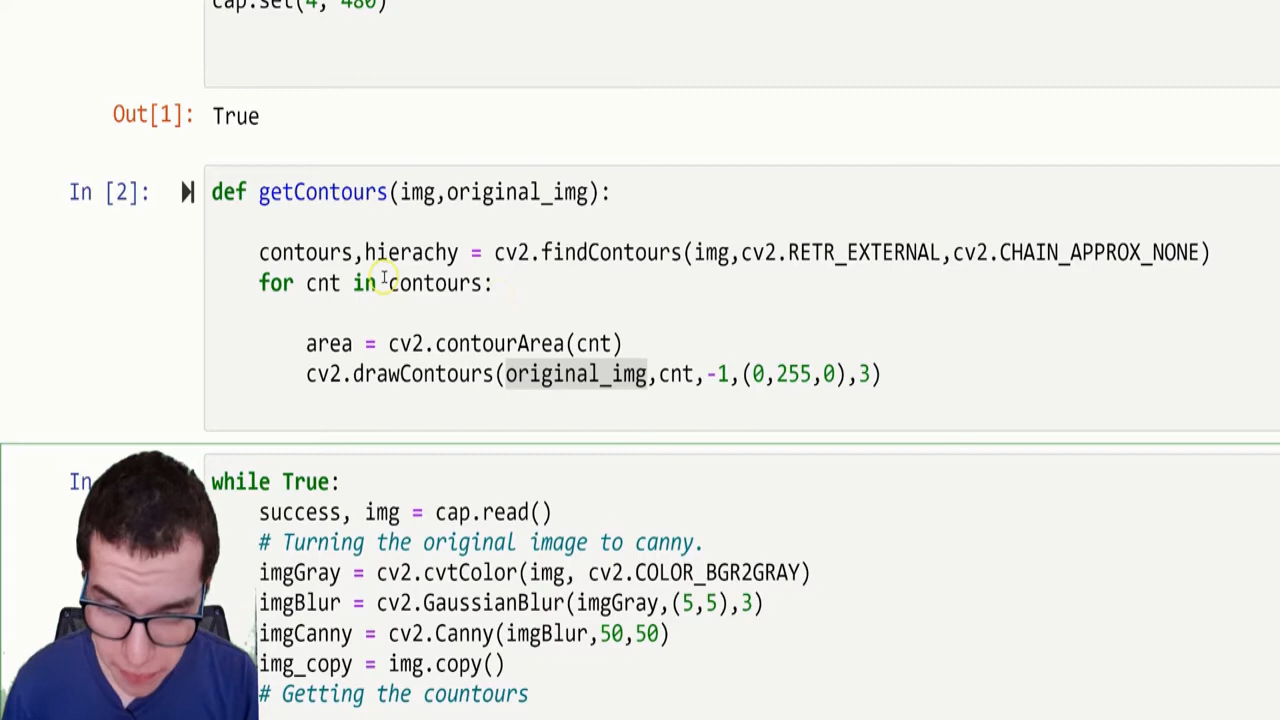 cap.set(4, 480)
Out[1]: True
In [2]: def getContours(img,original_img):
contours,hierachy = cv2.findContours(img,cv2.RETR_EXTERNAL,cv2.CHAIN_APPROX_NONE)
for cnt in contours:
area = cv2.contourArea(cnt)
cv2.drawContours(original_img,cnt,-1,(0,255,0),3)
In while True:
success, img = cap.read()
# Turning the original image to canny.
imgGray = cv2.cvtColor(img, cv2.COLOR_BGR2GRAY)
imgBlur = cv2.GaussianBlur(imgGray,(5,5),3)
imgCanny = cv2.Canny(imgBlur,50,50)
img_copy = img.copy()
# Getting the countours